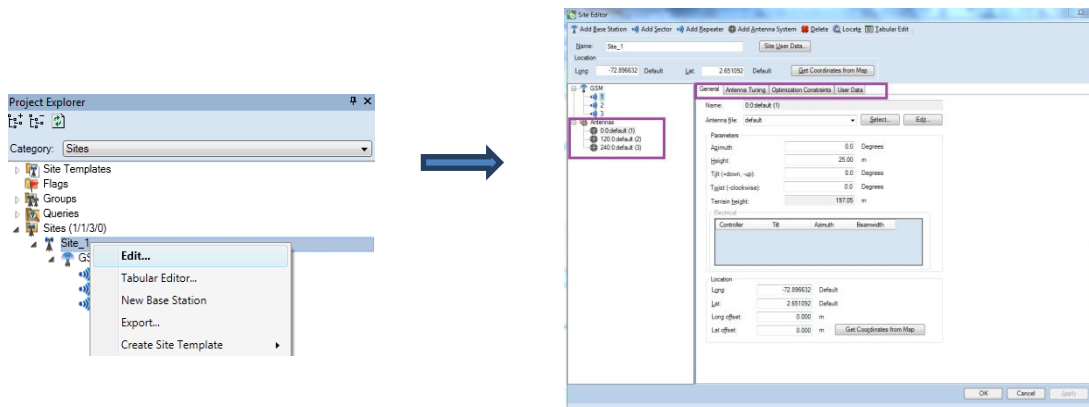 Project Explorer
Category: Sites
Site Templates
Flags
Groups
Queries
Sites (1/1/3/0)
Site_1
GS
Edit...
Tabular Editor...
New Base Station
Export...
Create Site Template
Site Editor
Add Base Station Add Sector Add Repeater Add Antenna System Delete Locate Tabular Edit
Name: Site_1 Site User Data...
Location
Long: -72.896632 Default Lat: 2.651092 Default Get Coordinates from Map
GSM
1
2
3
Antennas
0:0:default (1)
120:0:default (2)
240:0:default (3)
General Antenna Tuning Optimization Constraints User Data
Name: 0:0:default (1)
Antenna file: default Select... Edit...
Parameters
Azimuth: 0.0 Degrees
Height: 25.00 m
Tilt (+down, -up): 0.0 Degrees
Twist (-clockwise): 0.0 Degrees
Terrain height: 197.05 m
Electrical
Controller Tilt Azimuth Beamwidth
Location
Long: -72.896632 Default
Lat: 2.651092 Default
Long offset: 0.000 m
Lat offset: 0.000 m Get Coordinates from Map
OK Cancel Apply